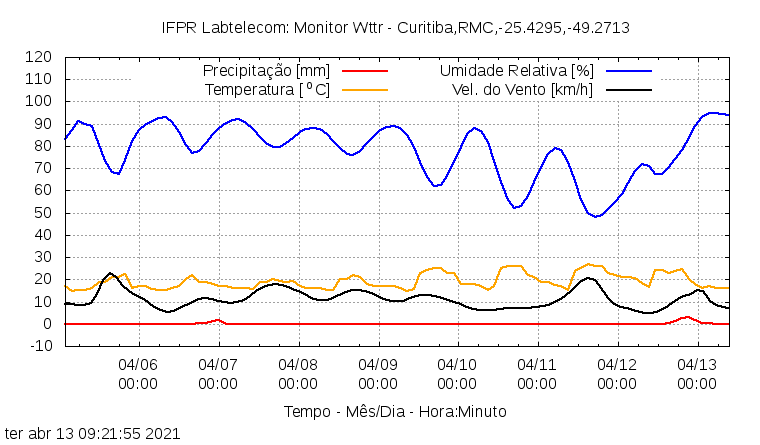 IFPR Labtelecom: Monitor Wttr - Curitiba,RMC,-25.4295,-49.2713
Precipitação [mm]
Temperatura [⁰C]
Umidade Relativa [%]
Vel. do Vento [km/h]
120
110
100
90
80
70
60
50
40
30
20
10
0
-10
04/06 04/07 04/08 04/09 04/10 04/11 04/12 04/13
00:00 00:00 00:00 00:00 00:00 00:00 00:00 00:00
Tempo - Mês/Dia - Hora:Minuto
ter abr 13 09:21:55 2021